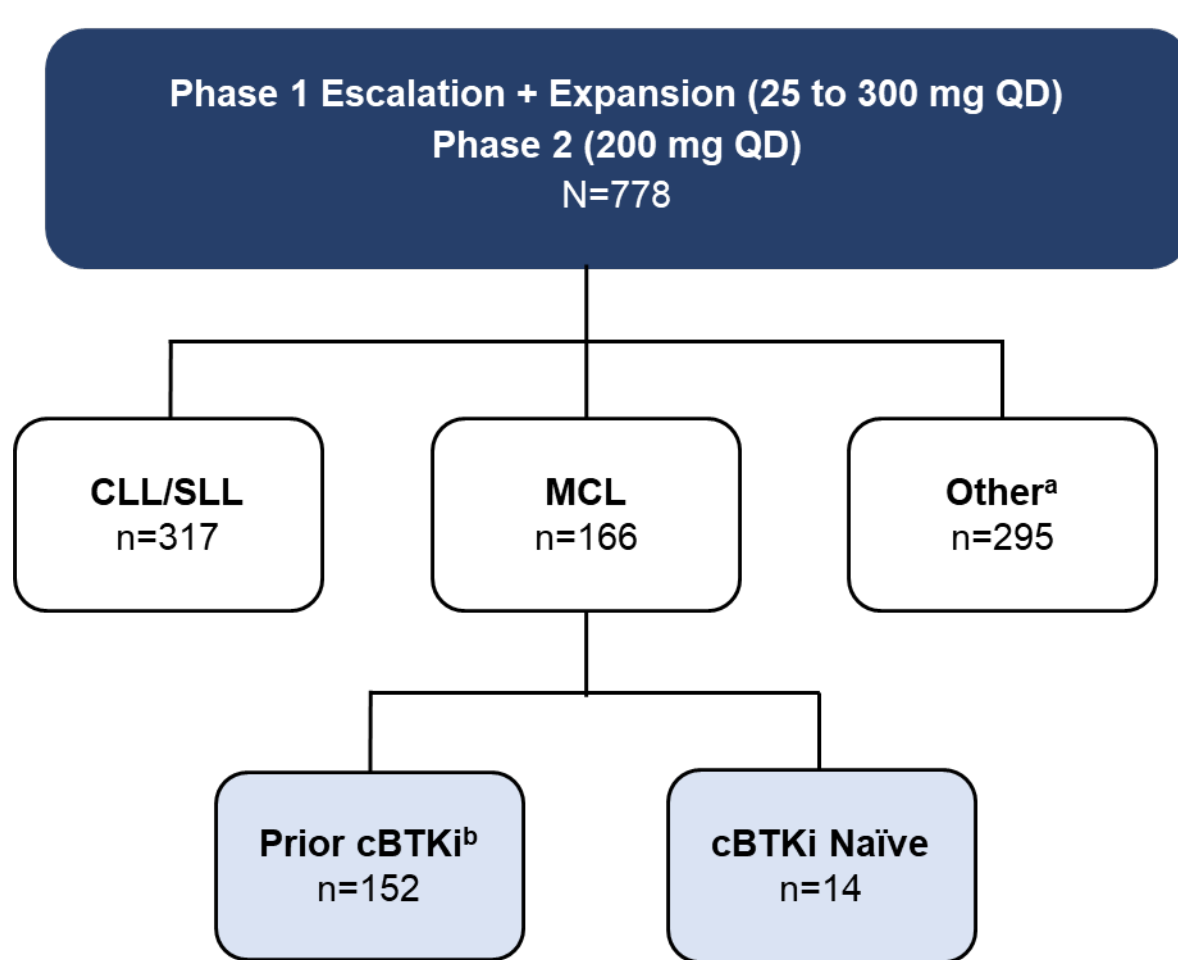 Phase 1 Escalation + Expansion (25 to 300 mg QD)
Phase 2 (200 mg QD)
N=778
CLL/SLL
n=317
MCL
n=166
Otherᵃ
n=295
Prior cBTKiᵇ
n=152
cBTKi Naïve
n=14